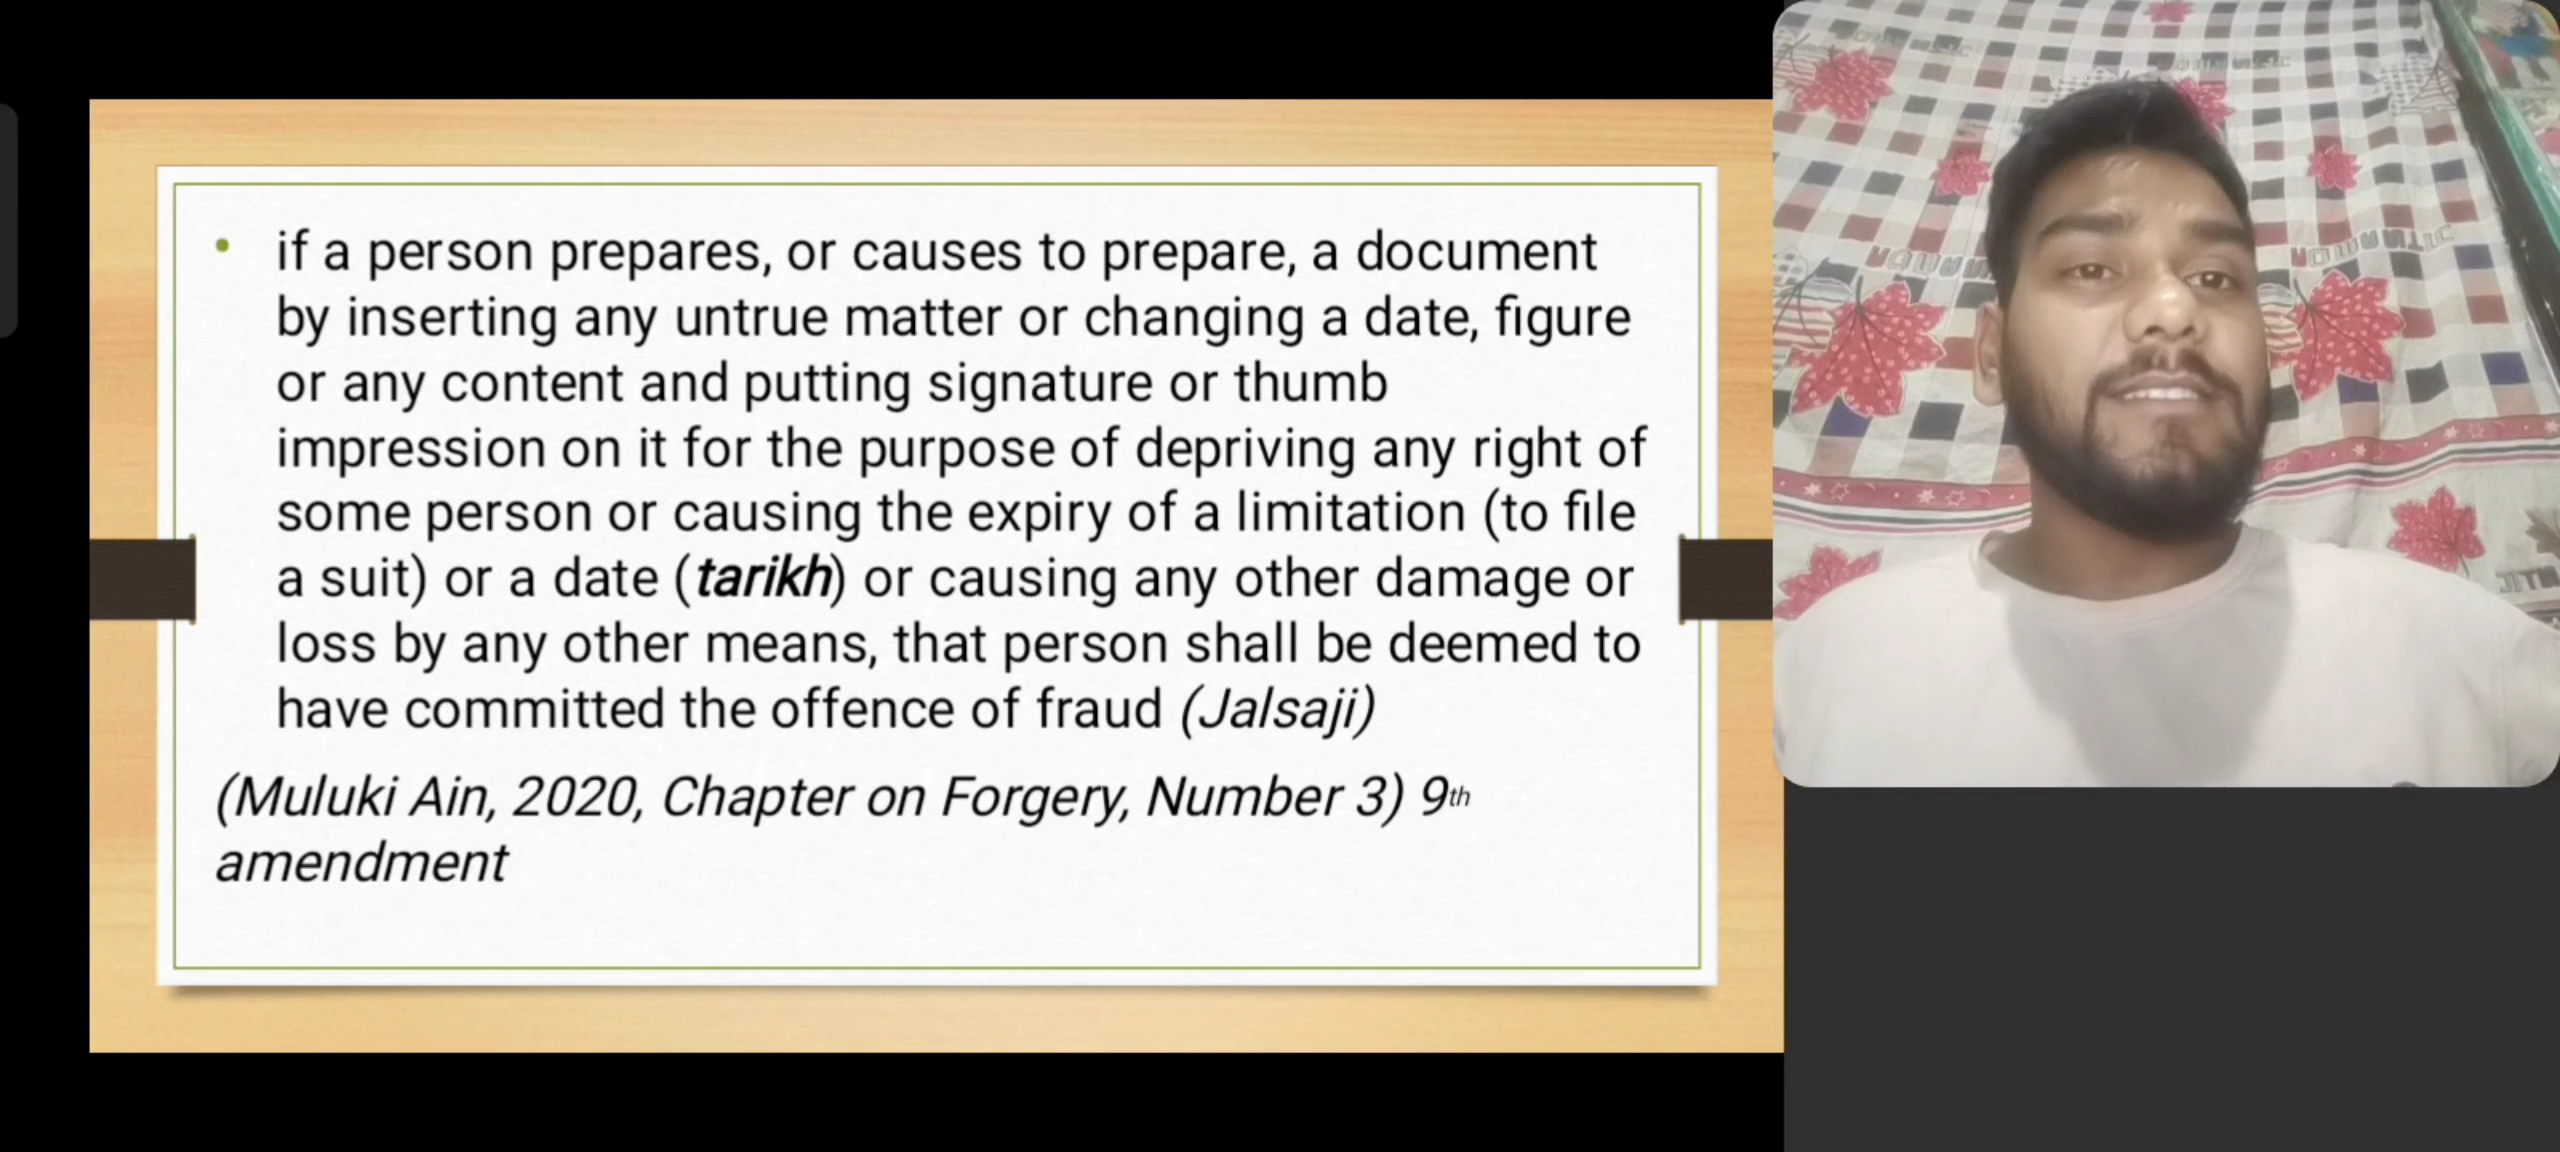 if a person prepares, or causes to prepare, a document
by inserting any untrue matter or changing a date, figure
or any content and putting signature or thumb
impression on it for the purpose of depriving any right of
some person or causing the expiry of a limitation (to file
a suit) or a date (tarikh) or causing any other damage or
loss by any other means, that person shall be deemed to
have committed the offence of fraud (Jalsaji)
(Muluki Ain, 2020, Chapter on Forgery, Number 3) 9th
amendment